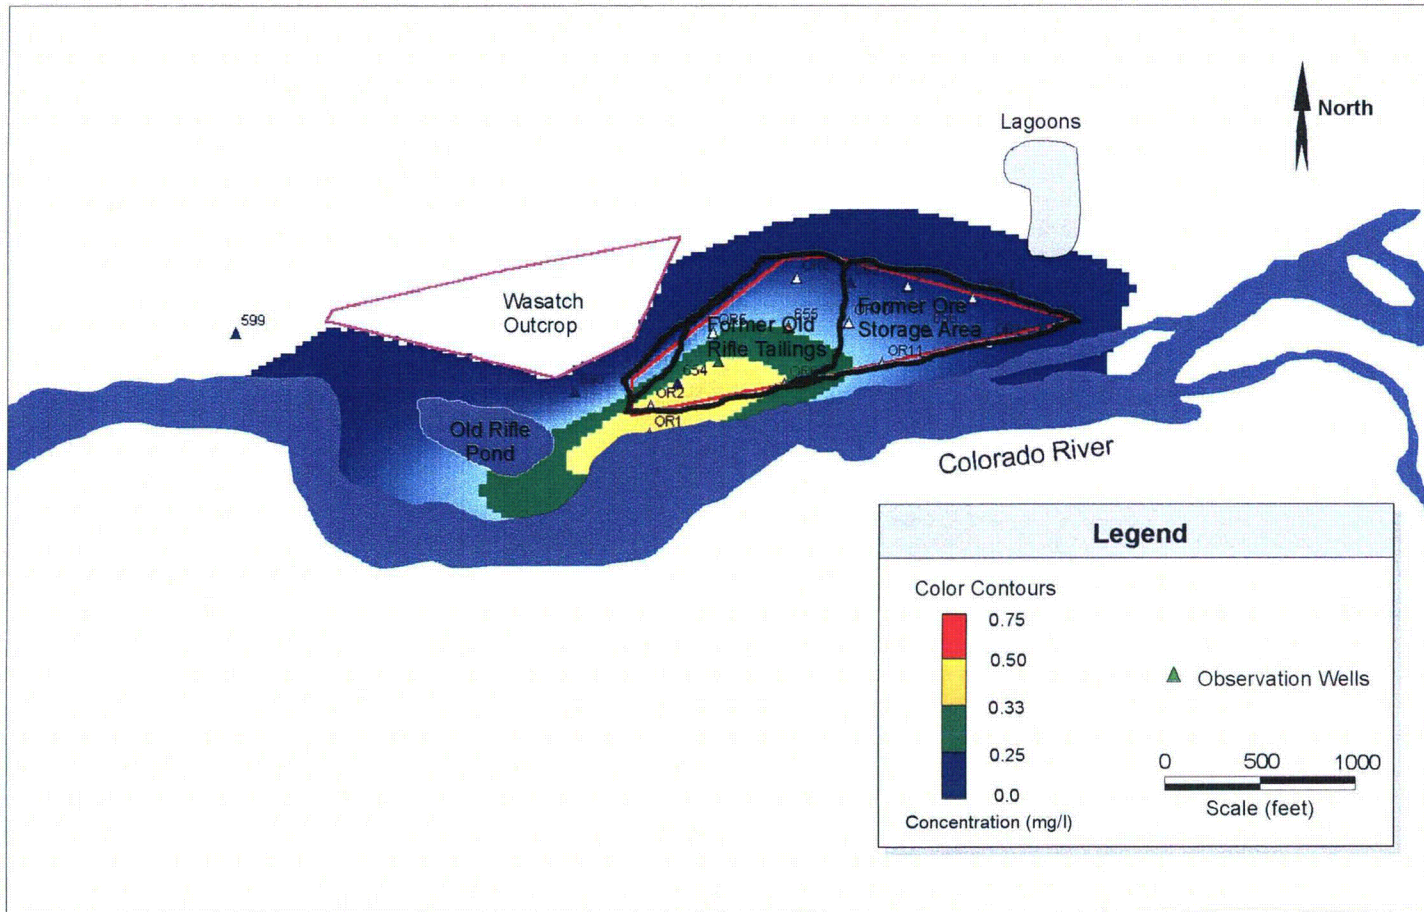 North
Lagoons
Wasatch
Outcrop
599
655
Former Old
Rifle Tailings
Former Ore
Storage Area
OR11
654
OR2
OR1
Old Rifle
Pond
Colorado River
Legend
Color Contours
0.75
0.50
0.33
0.25
0.0
Concentration (mg/l)
Observation Wells
0 500 1000
Scale (feet)